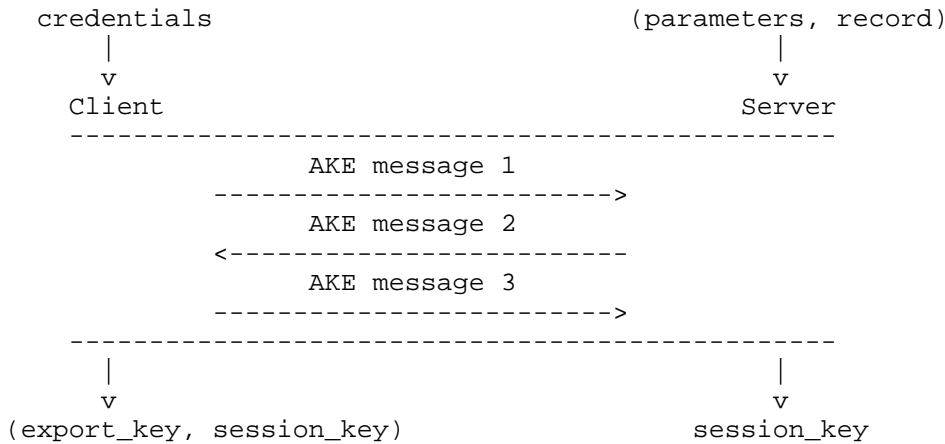 credentials (parameters, record)
| |
v v
Client Server
------------------------------------------------
AKE message 1
------------------------->
AKE message 2
<-------------------------
AKE message 3
------------------------->
------------------------------------------------
| |
v v
(export_key, session_key) session_key